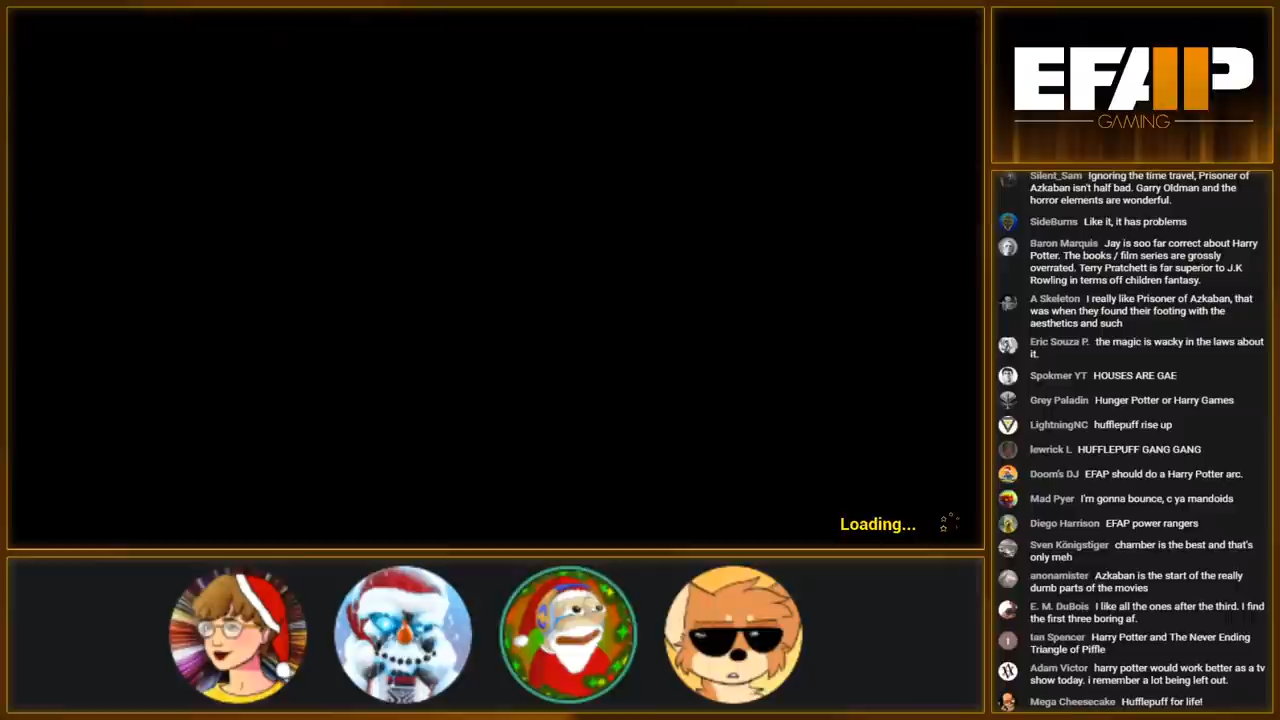 Loading...
EFAP
GAMING
Silent_Sam Ignoring the time travel, Prisoner of
Azkaban isn't half bad. Garry Oldman and the
horror elements are wonderful.
SideBurns Like it, it has problems
Baron Marquis Jay is soo far correct about Harry
Potter. The books / film series are grossly
overrated. Terry Pratchett is far superior to J.K
Rowling in terms off children fantasy.
A Skeleton I really like Prisoner of Azkaban, that
was when they found their footing with the
aesthetics and such
Eric Souza P. the magic is wacky in the laws about
it.
Spokmer YT HOUSES ARE GAE
Grey Paladin Hunger Potter or Harry Games
LightningNC hufflepuff rise up
lewrick L HUFFLEPUFF GANG GANG
Doom's DJ EFAP should do a Harry Potter arc.
Mad Pyer I'm gonna bounce, c ya mandoids
Diego Harrison EFAP power rangers
Sven Königstiger chamber is the best and that's
only meh
anonamister Azkaban is the start of the really
dumb parts of the movies
E. M. DuBois I like all the ones after the third. I find
the first three boring af.
Ian Spencer Harry Potter and The Never Ending
Triangle of Piffle
Adam Victor harry potter would work better as a tv
show today. i remember a lot being left out.
Mega Cheesecake Hufflepuff for life!